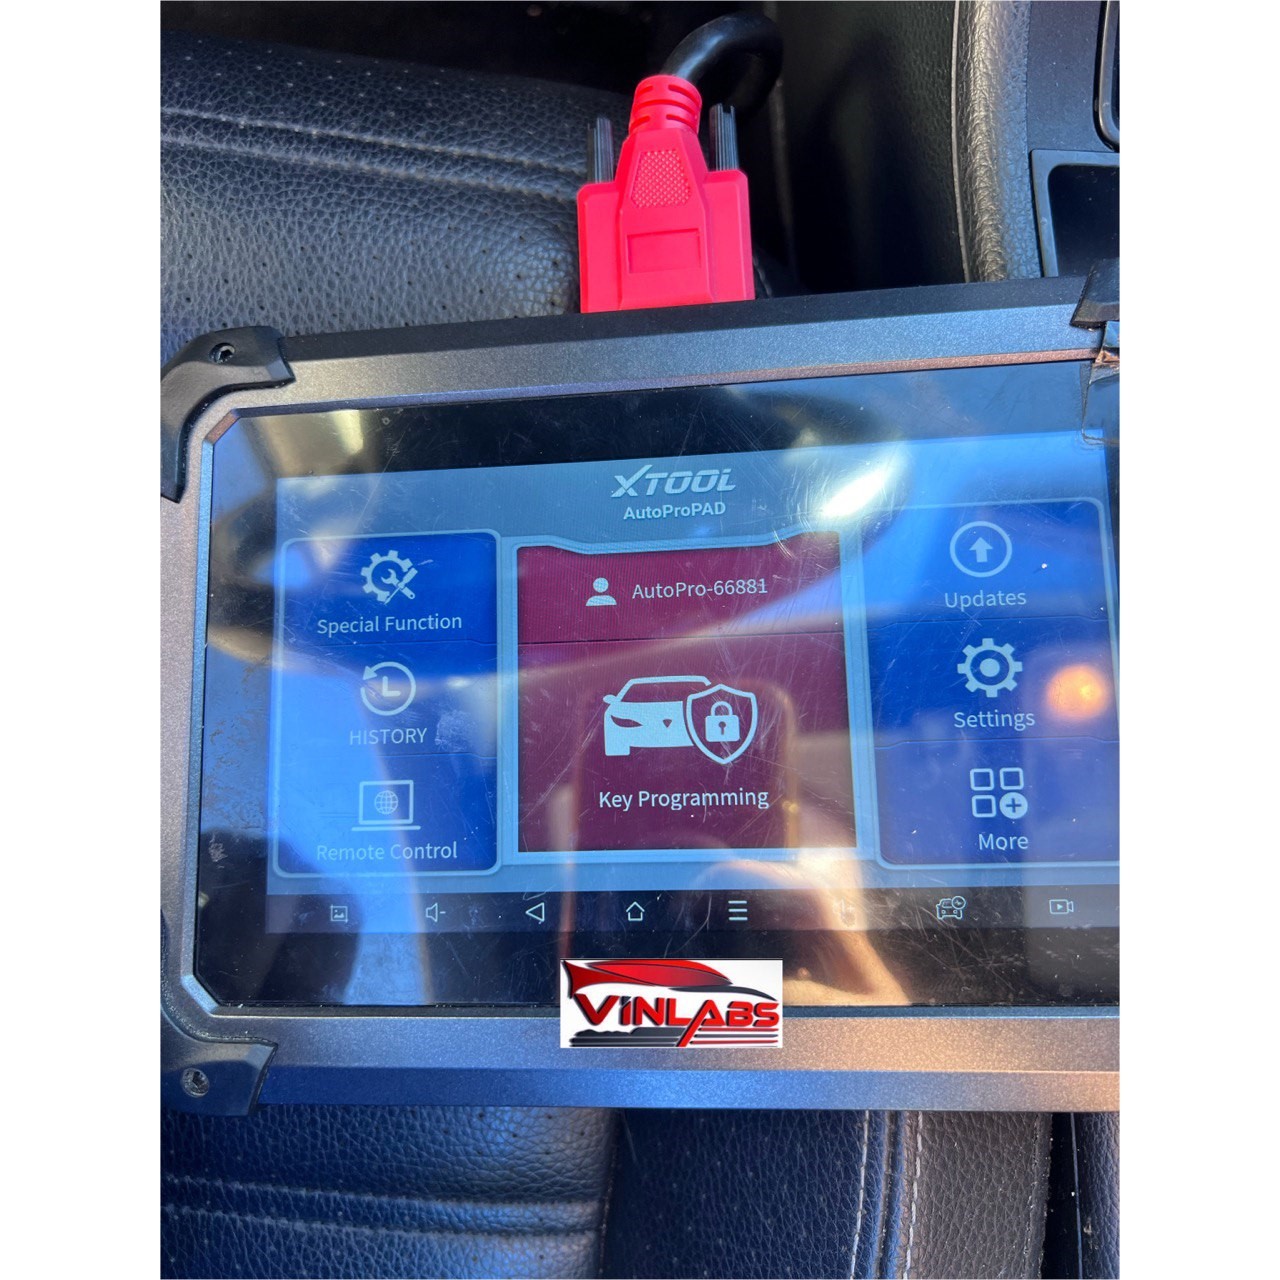 XTOOL
AutoProPAD
AutoPro-66881
Special Function
HISTORY
Remote Control
Key Programming
Updates
Settings
More
VINLABS